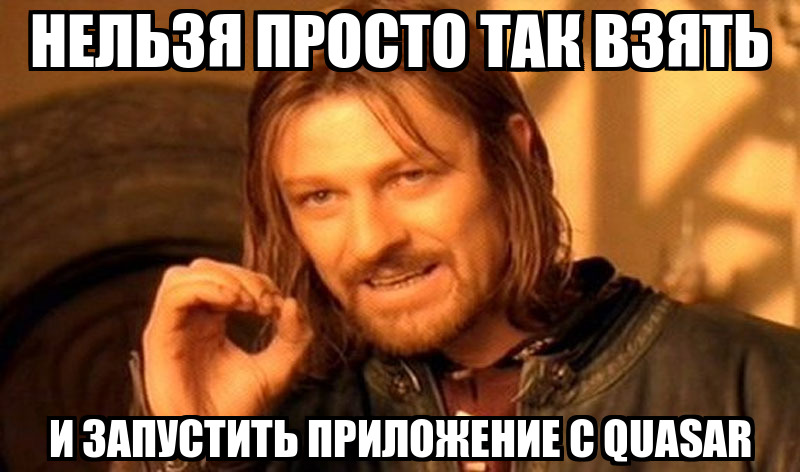 НЕЛЬЗЯ ПРОСТО ТАК ВЗЯТЬ
И ЗАПУСТИТЬ ПРИЛОЖЕНИЕ С QUASAR